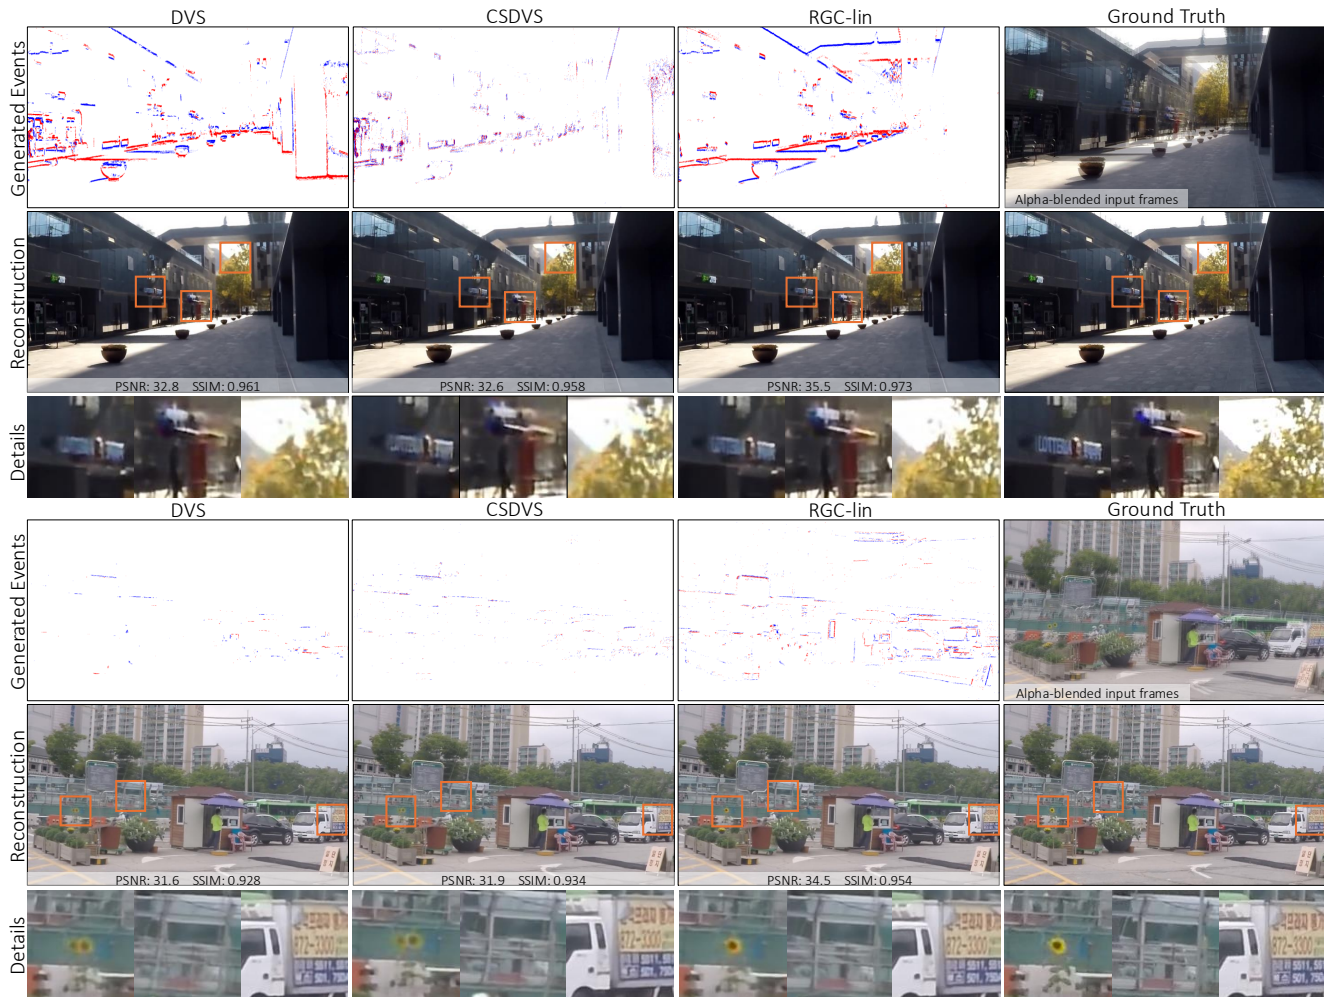 DVS CSDVS RGC-lin Ground Truth
Generated Events
Alpha-blended input frames
Reconstruction
PSNR: 32.8 SSIM: 0.961
PSNR: 32.6 SSIM: 0.958
PSNR: 35.5 SSIM: 0.973
Details
DVS CSDVS RGC-lin Ground Truth
Generated Events
Alpha-blended input frames
Reconstruction
PSNR: 31.6 SSIM: 0.928
PSNR: 31.9 SSIM: 0.934
PSNR: 34.5 SSIM: 0.954
Details
872-3300